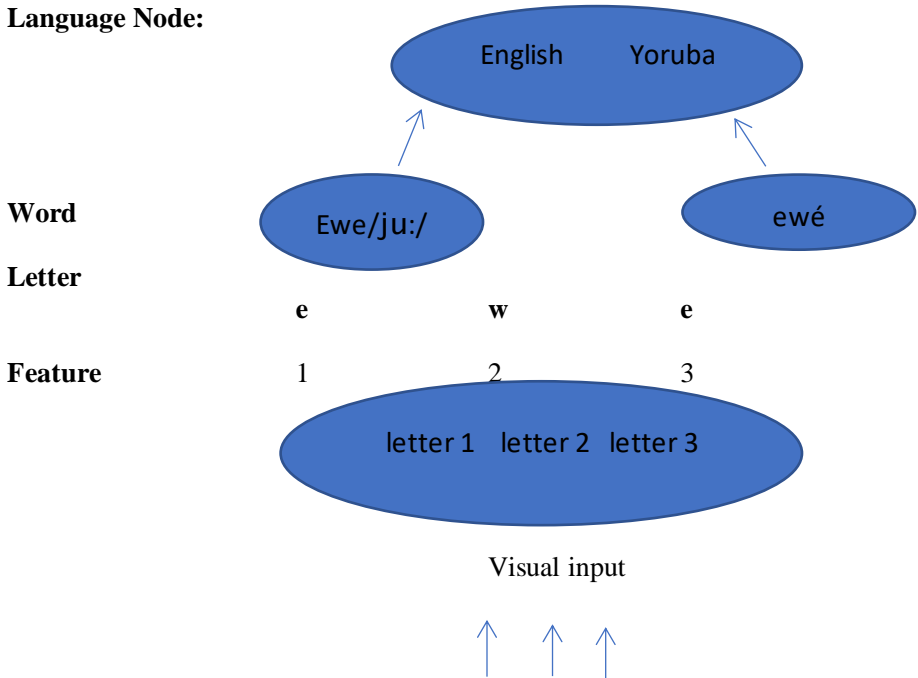 Language Node:
English Yoruba
Word Ewe/ju:/ ewé
Letter
e w e
Feature 1 2 3
letter 1 letter 2 letter 3
Visual input